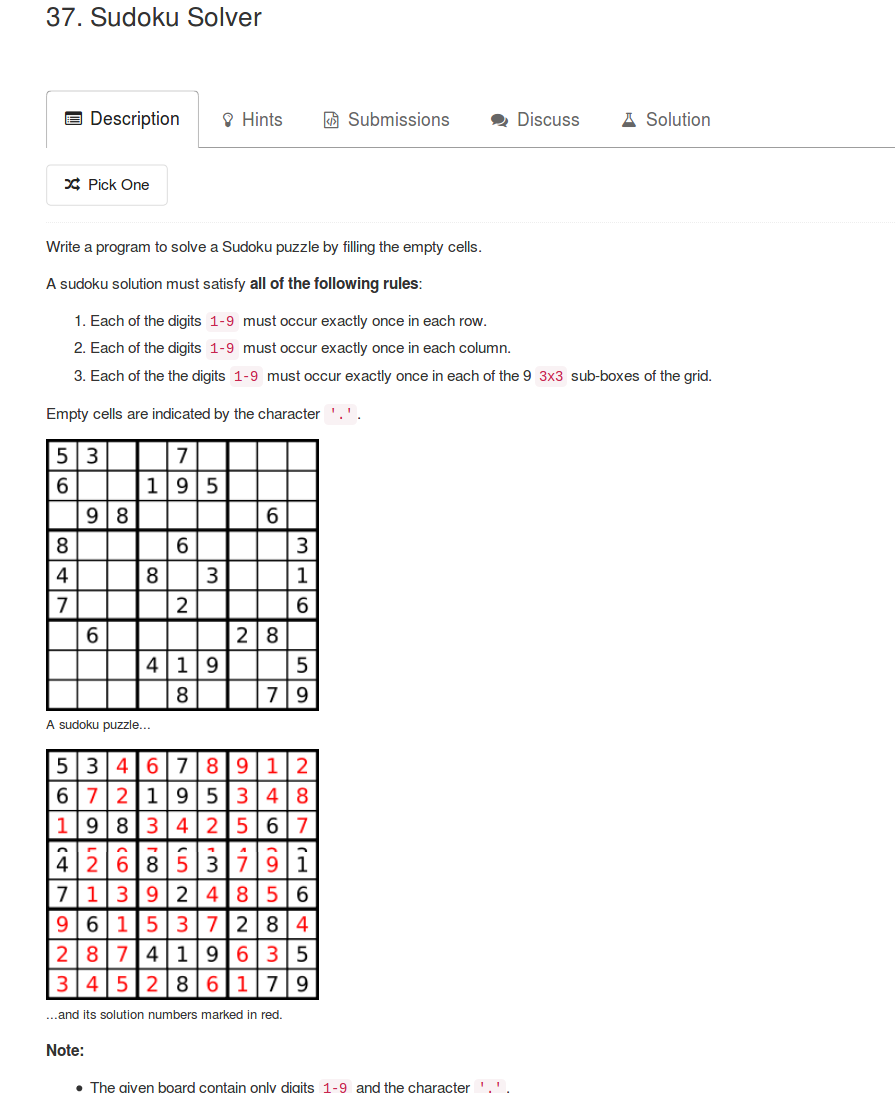 37. Sudoku Solver
Description Hints Submissions Discuss Solution
Pick One
Write a program to solve a Sudoku puzzle by filling the empty cells.
A sudoku solution must satisfy all of the following rules:
1. Each of the digits 1-9 must occur exactly once in each row.
2. Each of the digits 1-9 must occur exactly once in each column.
3. Each of the the digits 1-9 must occur exactly once in each of the 9 3x3 sub-boxes of the grid.
Empty cells are indicated by the character '.'.
5 3 7
6 1 9 5
9 8 6
8 6 3
4 8 3 1
7 2 6
6 2 8
4 1 9 5
8 7 9
A sudoku puzzle...
5 3 4 6 7 8 9 1 2
6 7 2 1 9 5 3 4 8
1 9 8 3 4 2 5 6 7
4 2 6 8 5 3 7 9 1
7 1 3 9 2 4 8 5 6
9 6 1 5 3 7 2 8 4
2 8 7 4 1 9 6 3 5
3 4 5 2 8 6 1 7 9
...and its solution numbers marked in red.
Note:
• The given board contain only digits 1-9 and the character '.'.